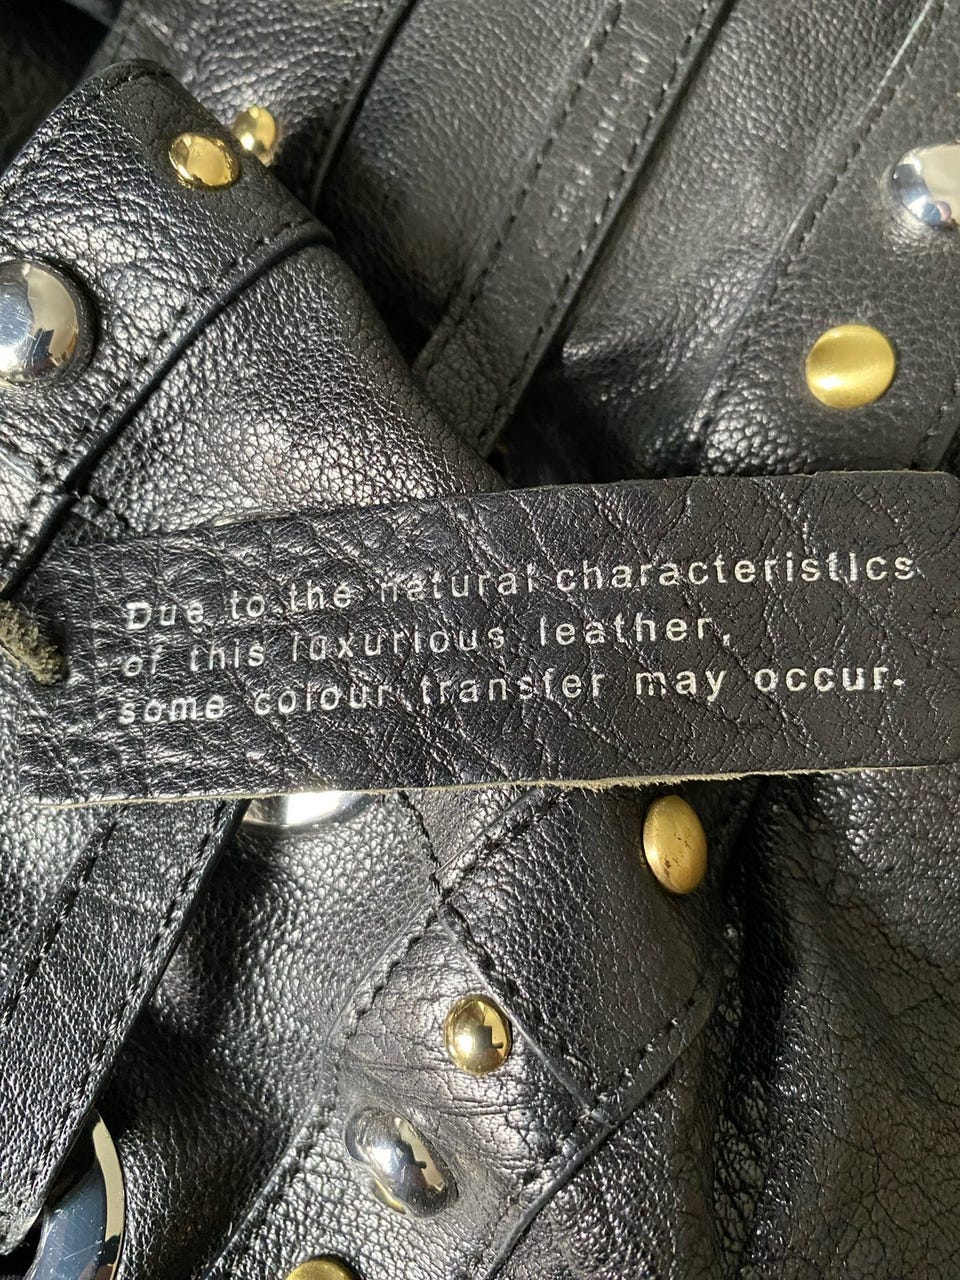 Due to the natural characteristics
of this luxurious leather,
some colour transfer may occur.